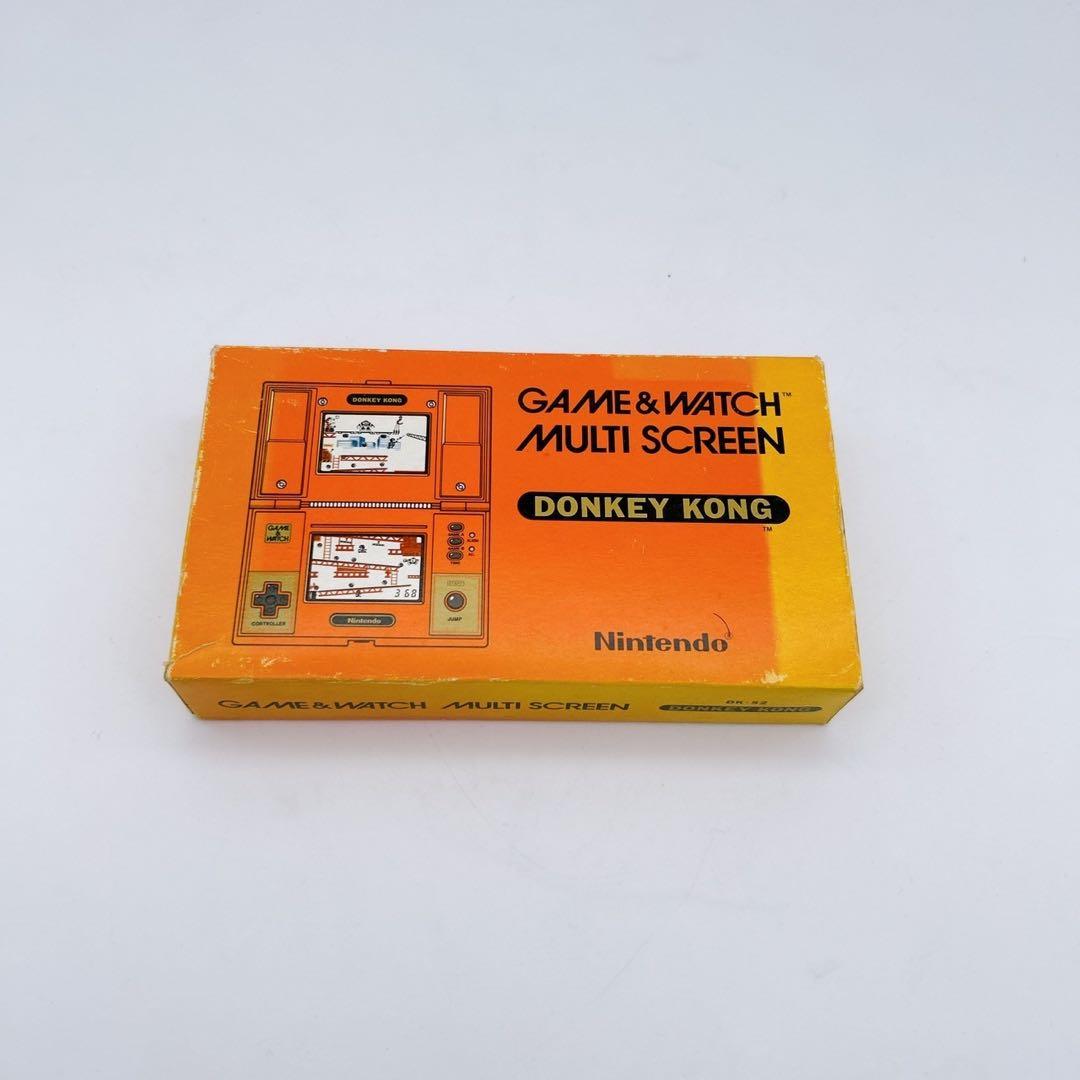 GAME & WATCH™
MULTI SCREEN
DONKEY KONG
™
Nintendo
DONKEY KONG
GAME
&
WATCH
CONTROLLER
TIME
JUMP
368
Nintendo
GAME & WATCH MULTI SCREEN
DK-52
DONKEY KONG